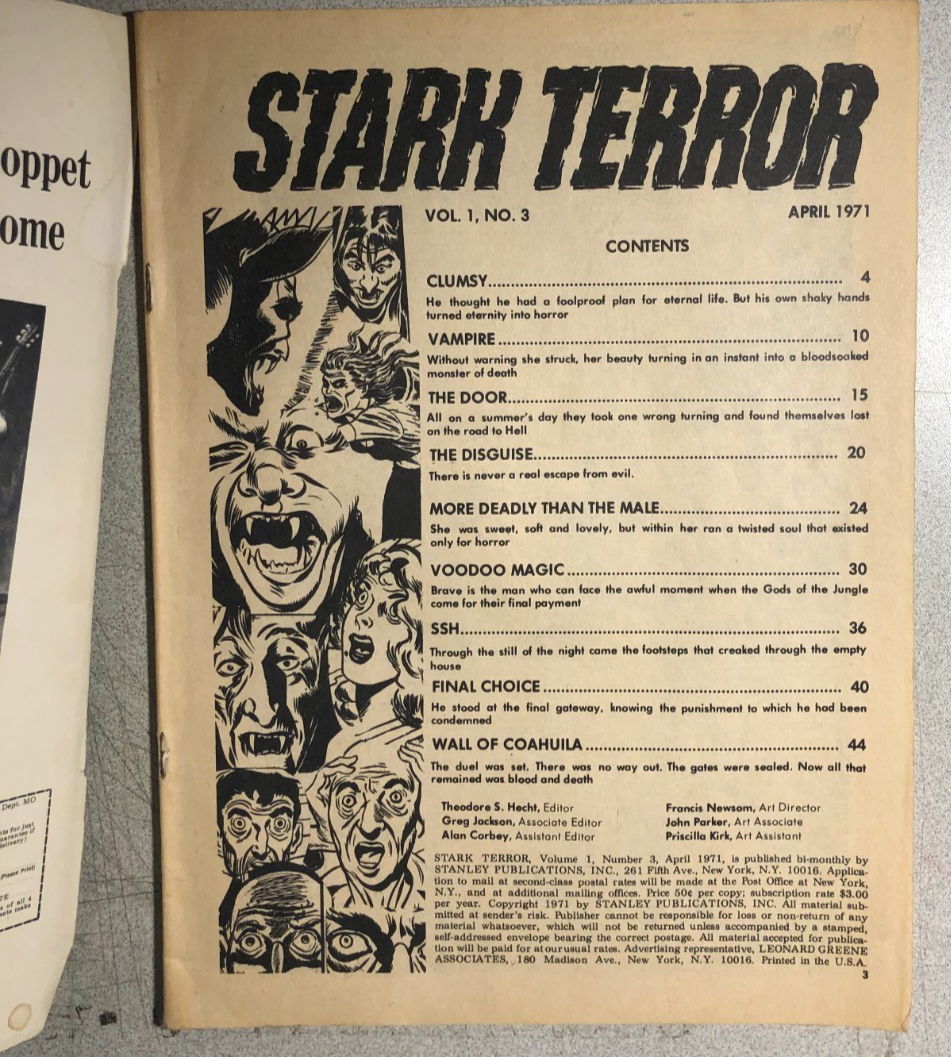 oppet
ome
Dept. MO
(Please Print)
STARK TERROR
VOL. 1, NO. 3 APRIL 1971
CONTENTS
CLUMSY 4
He thought he had a foolproof plan for eternal life. But his own shaky hands
turned eternity into horror
VAMPIRE 10
Without warning she struck, her beauty turning in an instant into a bloodsoaked
monster of death
THE DOOR 15
All on a summer's day they took one wrong turning and found themselves lost
on the road to Hell
THE DISGUISE 20
There is never a real escape from evil.
MORE DEADLY THAN THE MALE 24
She was sweet, soft and lovely, but within her ran a twisted soul that existed
only for horror
VOODOO MAGIC 30
Brave is the man who can face the awful moment when the Gods of the Jungle
come for their final payment
SSH 36
Through the still of the night came the footsteps that creaked through the empty
house
FINAL CHOICE 40
He stood at the final gateway, knowing the punishment to which he had been
condemned
WALL OF COAHUILA 44
The duel was set. There was no way out. The gates were sealed. Now all that
remained was blood and death
Theodore S. Hecht, Editor Francis Newsom, Art Director
Greg Jackson, Associate Editor John Parker, Art Associate
Alan Corbey, Assistant Editor Priscilla Kirk, Art Assistant
STARK TERROR, Volume 1, Number 3, April 1971, is published bi-monthly by
STANLEY PUBLICATIONS, INC., 261 Fifth Ave., New York, N.Y. 10016. Applica-
tion to mail at second-class postal rates will be made at the Post Office at New York,
N.Y., and at additional mailing offices. Price 50¢ per copy; subscription rate $3.00
per year. Copyright 1971 by STANLEY PUBLICATIONS, INC. All material sub-
mitted at sender's risk. Publisher cannot be responsible for loss or non-return of any
material whatsoever, which will not be returned unless accompanied by a stamped,
self-addressed envelope bearing the correct postage. All material accepted for publica-
tion will be paid for at our usual rates. Advertising representative, LEONARD GREENE
ASSOCIATES, 180 Madison Ave., New York, N.Y. 10016. Printed in the U.S.A.
3